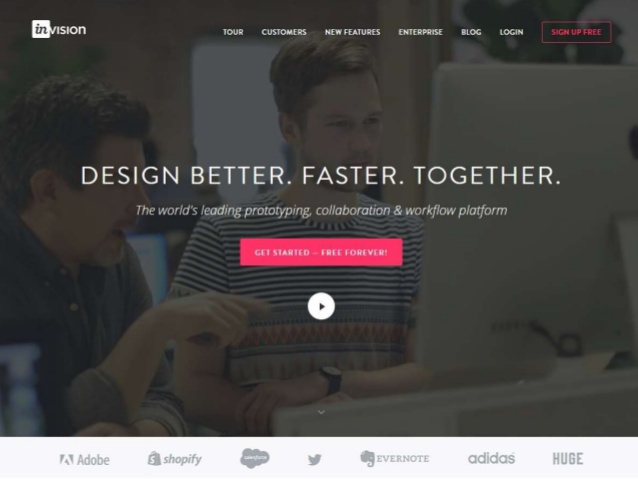 invision
TOUR CUSTOMERS NEW FEATURES ENTERPRISE BLOG LOGIN SIGN UP FREE
DESIGN BETTER. FASTER. TOGETHER.
The world's leading prototyping, collaboration & workflow platform
GET STARTED — FREE FOREVER!
Adobe shopify salesforce EVERNOTE adidas HUGE